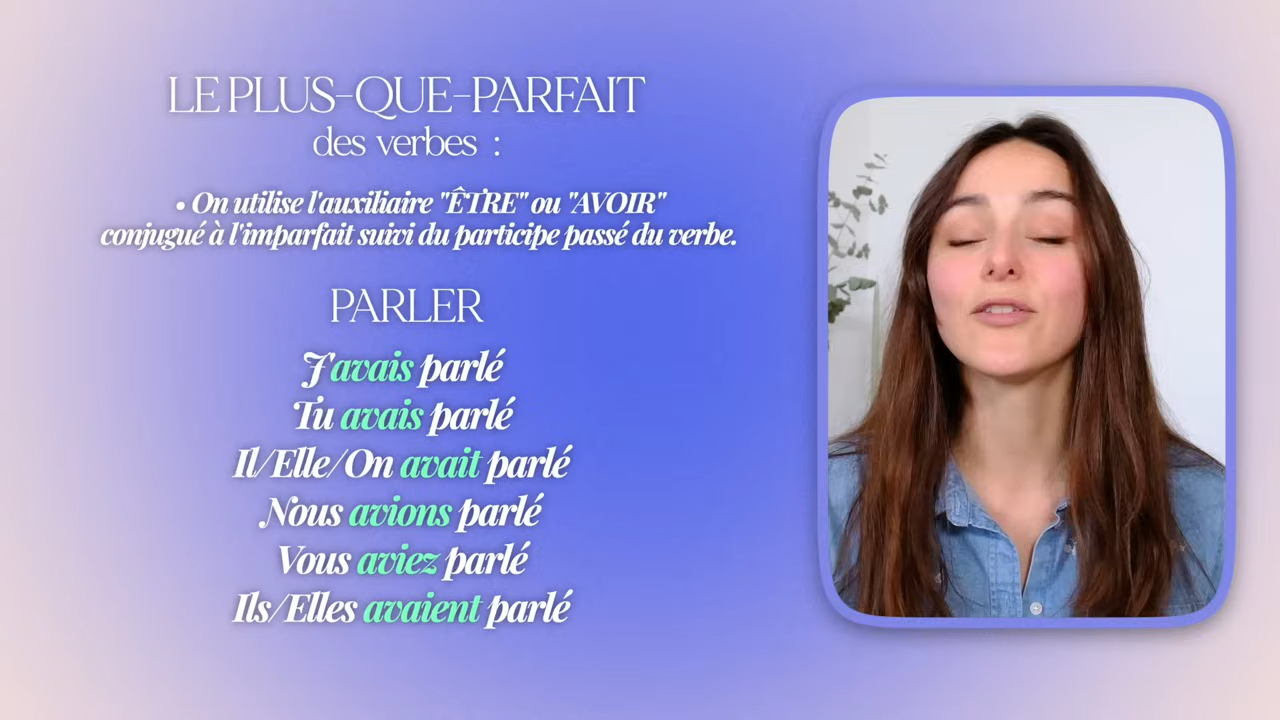 LE PLUS-QUE-PARFAIT
des verbes :
• On utilise l'auxiliaire "ÊTRE" ou "AVOIR"
conjugué à l'imparfait suivi du participe passé du verbe.
PARLER
J'avais parlé
Tu avais parlé
Il/Elle/On avait parlé
Nous avions parlé
Vous aviez parlé
Ils/Elles avaient parlé